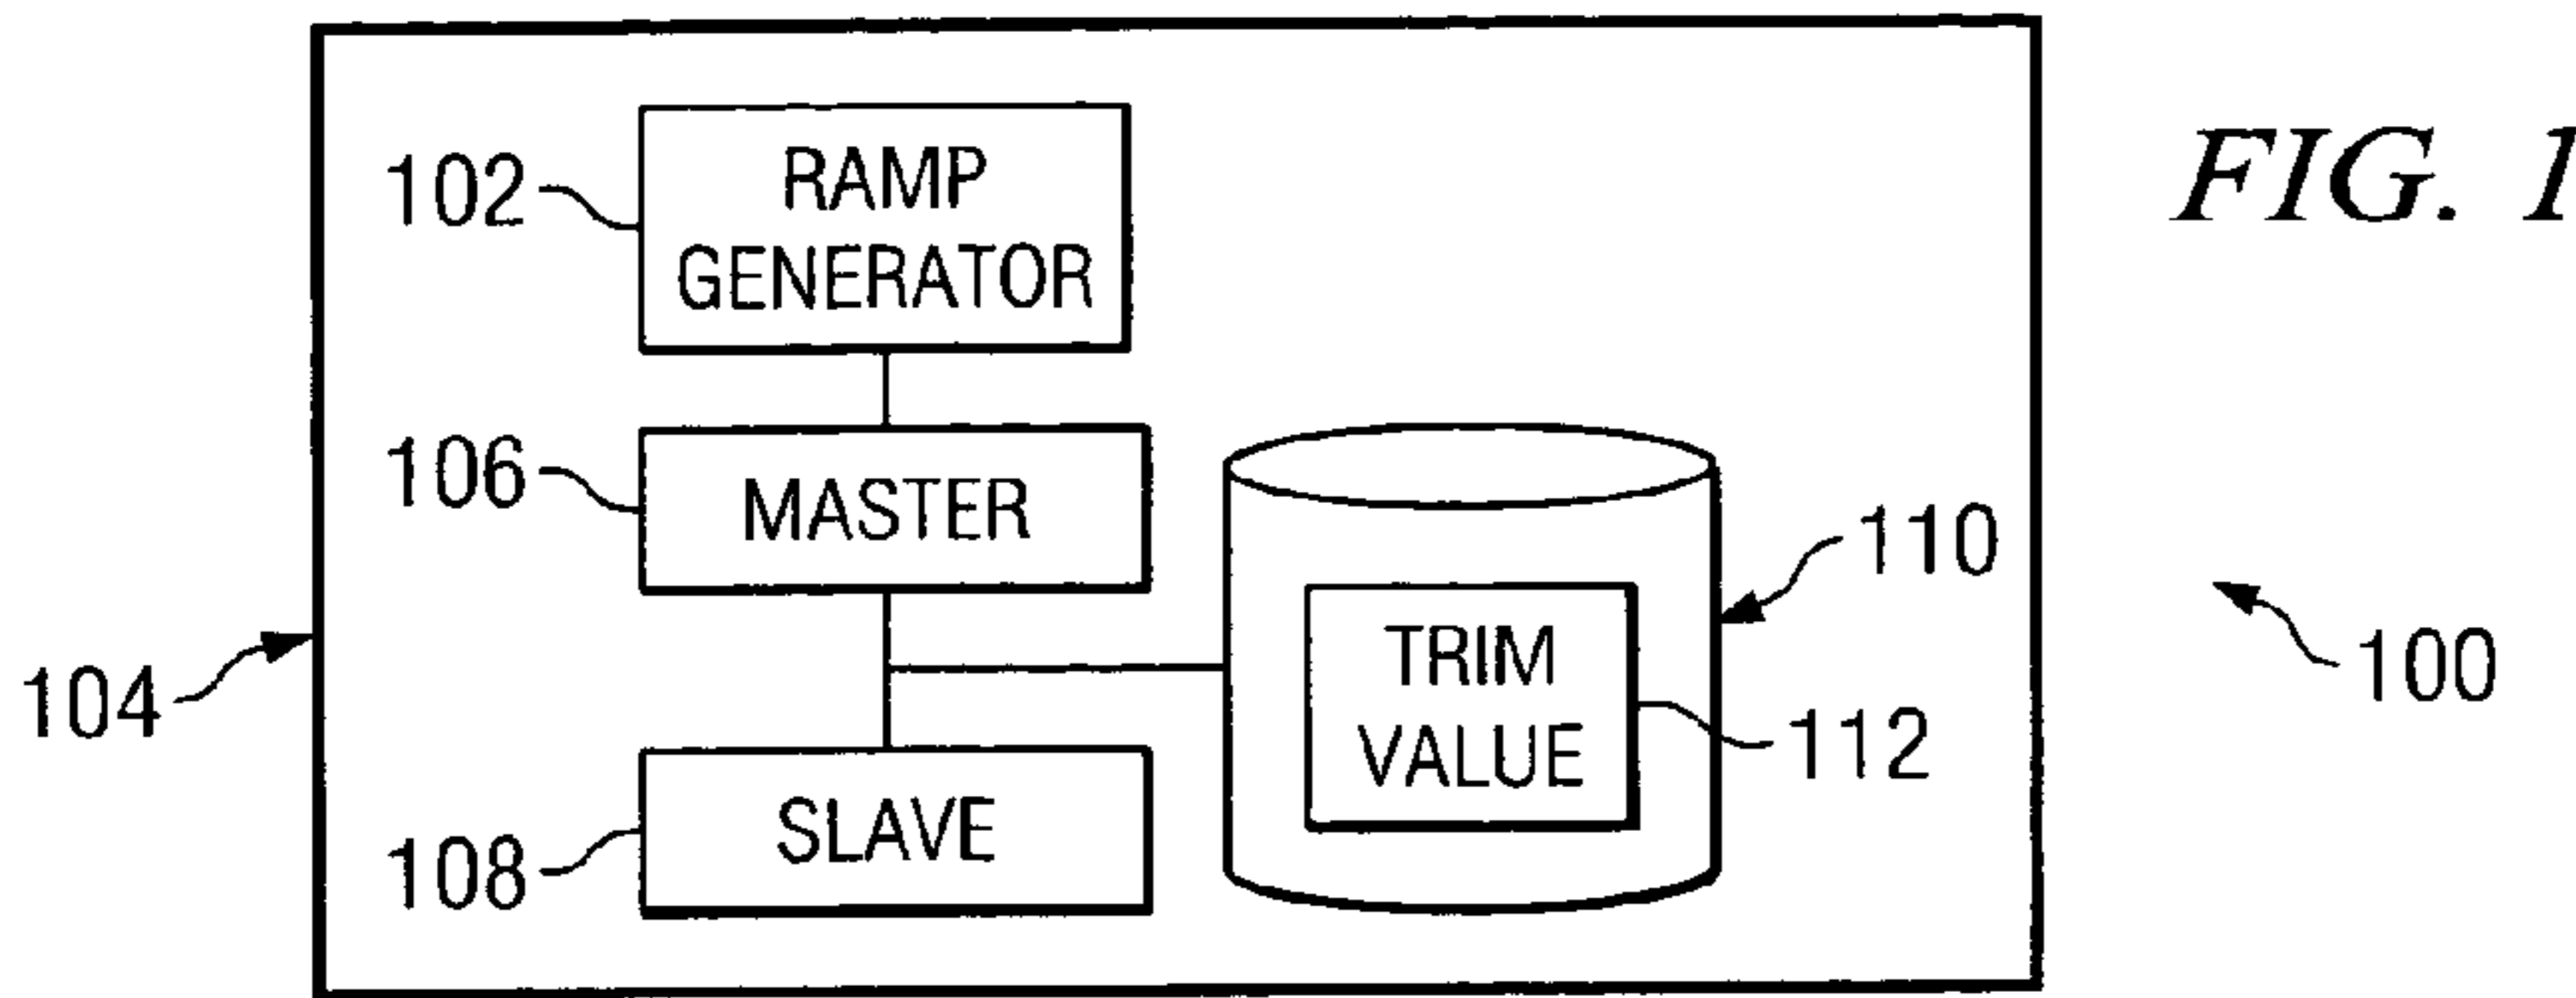 FIG. 1
102
RAMP
GENERATOR
106
MASTER
110
104
TRIM
VALUE
100
112
108
SLAVE